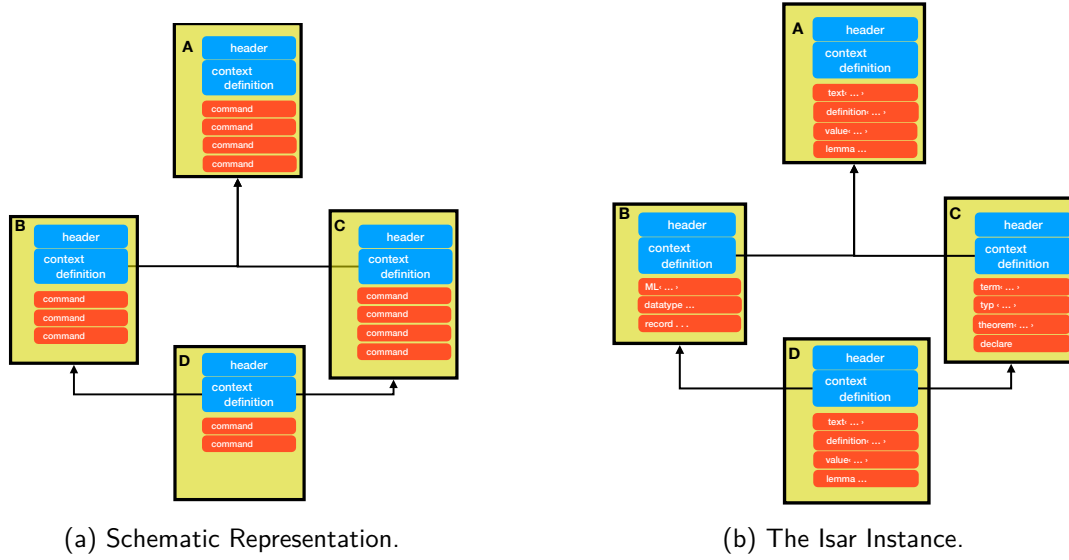 A
header
context
definition
command
command
command
command
B
header
context
definition
command
command
command
C
header
context
definition
command
command
command
command
D
header
context
definition
command
command
(a) Schematic Representation.
A
header
context
definition
text‹ ... ›
definition‹ ... ›
value‹ ... ›
lemma ...
B
header
context
definition
ML‹ ... ›
datatype ...
record . . .
C
header
context
definition
term‹ ... ›
typ ‹ ... ›
theorem‹ ... ›
declare
D
header
context
definition
text‹ ... ›
definition‹ ... ›
value‹ ... ›
lemma ...
(b) The Isar Instance.